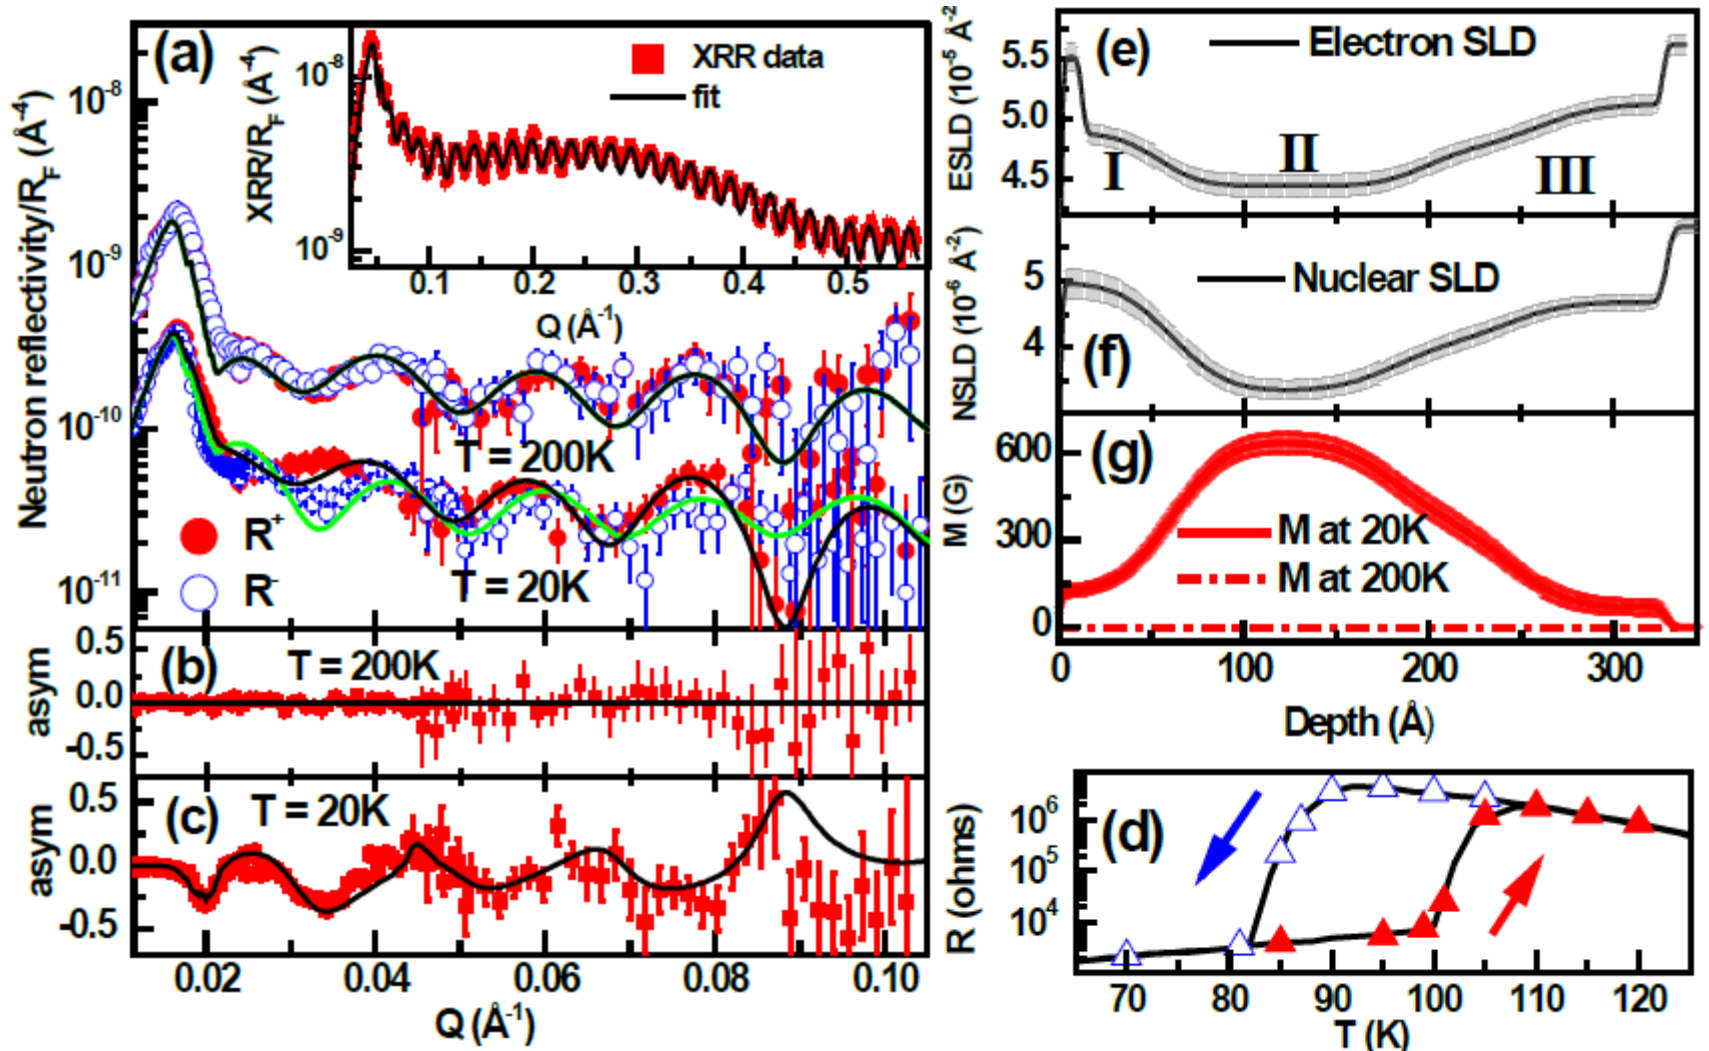 (a)
Neutron reflectivity/R_F (Å^-4)
10^-8
10^-9
10^-10
10^-11
XRR/R_F (Å^-4)
10^-8
10^-9
XRR data
fit
0.1 0.2 0.3 0.4 0.5
Q (Å^-1)
T = 200K
T = 20K
R^+
R^-
(b) T = 200K
asym
0.5
0.0
-0.5
(c) T = 20K
asym
0.5
0.0
-0.5
0.02 0.04 0.06 0.08 0.10
Q (Å^-1)
(e) Electron SLD
ESLD (10^-5 Å^-2)
5.5
5.0
4.5
I II III
Nuclear SLD
NSLD (10^-6 Å^-2)
5
4
(f)
(g)
M (G)
600
300
0
M at 20K
M at 200K
0 100 200 300
Depth (Å)
(d)
R (ohms)
10^6
10^5
10^4
70 80 90 100 110 120
T (K)